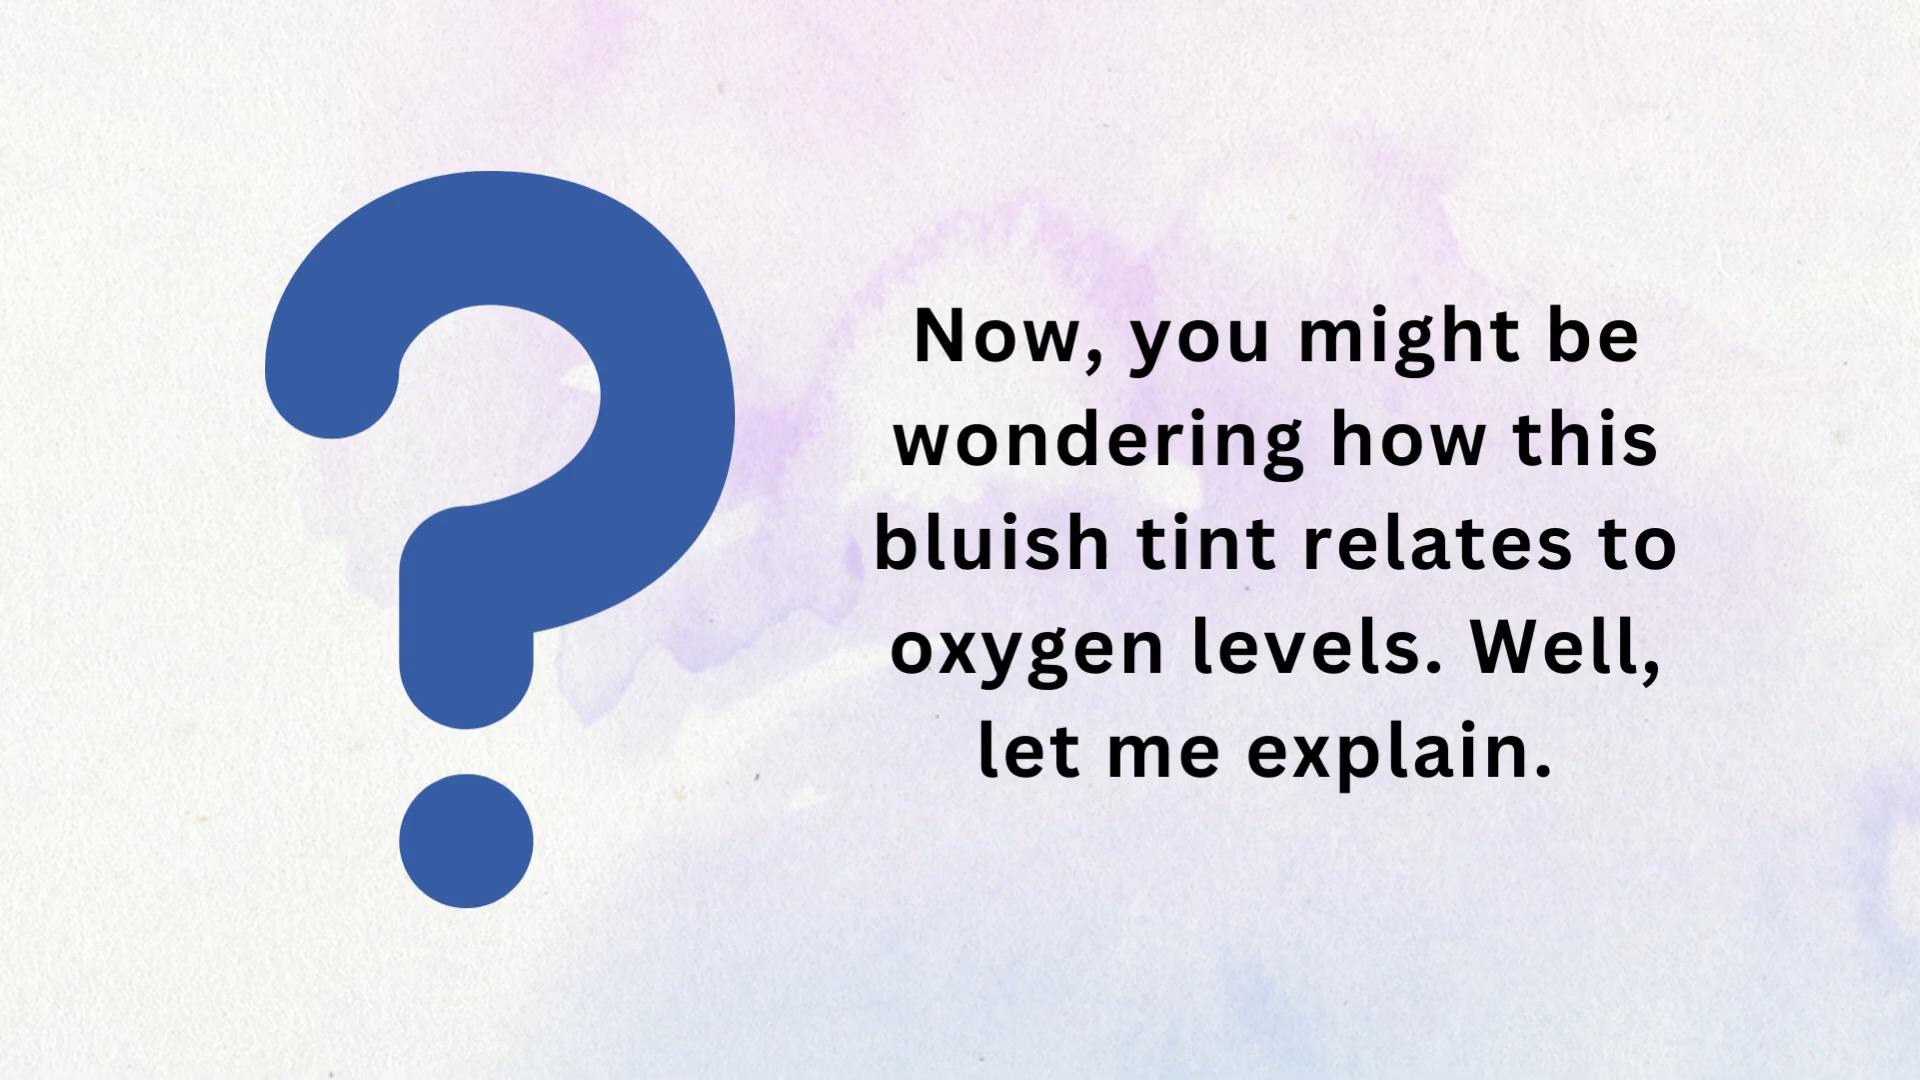 Now, you might be
wondering how this
bluish tint relates to
oxygen levels. Well,
let me explain.